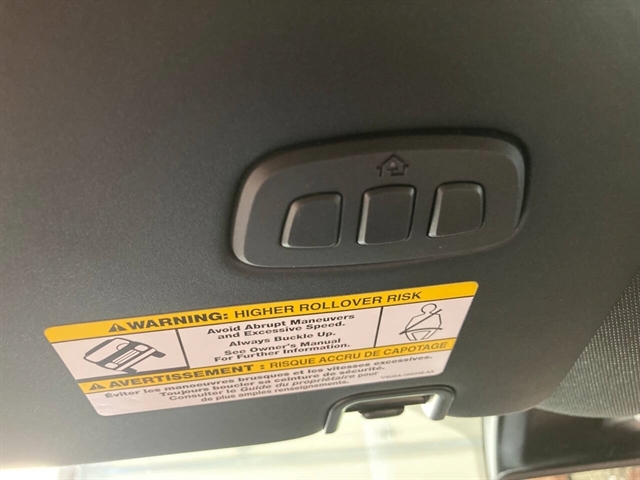 WARNING: HIGHER ROLLOVER RISK
Avoid Abrupt Maneuvers
and Excessive Speed.
Always Buckle Up.
See Owner's Manual
For Further Information.
AVERTISSEMENT : RISQUE ACCRU DE CAPOTAGE
Éviter les manoeuvres brusques et les vitesses excessives.
Toujours boucler sa ceinture de sécurité.
Consulter le Guide du propriétaire pour
de plus amples renseignements.